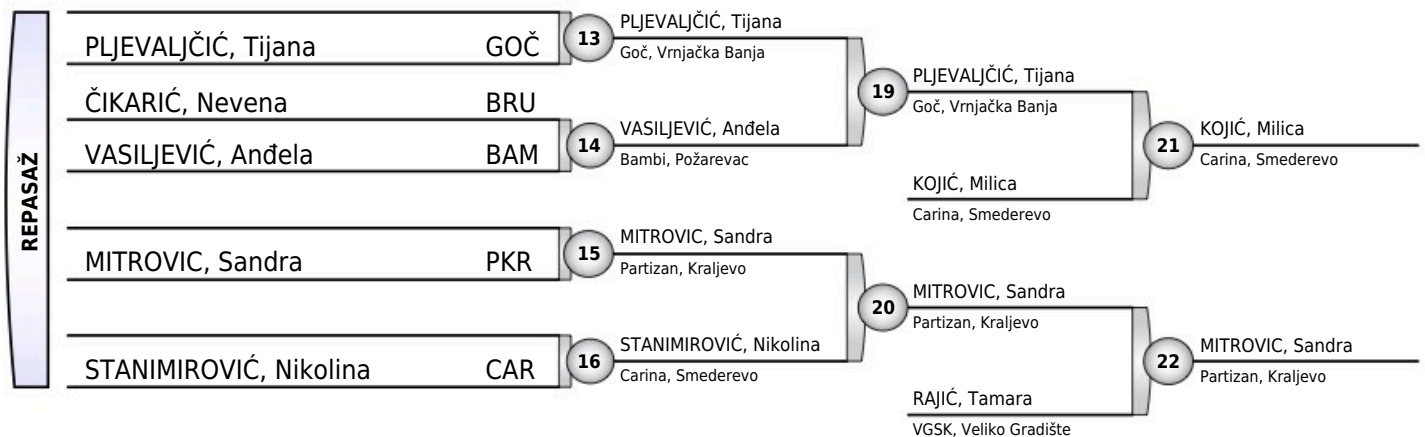 REPASAŽ
PLJEVALJČIĆ, Tijana GOČ
ČIKARIĆ, Nevena BRU
VASILJEVIĆ, Anđela BAM
MITROVIC, Sandra PKR
STANIMIROVIĆ, Nikolina CAR
13
PLJEVALJČIĆ, Tijana
Goč, Vrnjačka Banja
14
VASILJEVIĆ, Anđela
Bambi, Požarevac
15
MITROVIC, Sandra
Partizan, Kraljevo
16
STANIMIROVIĆ, Nikolina
Carina, Smederevo
19
PLJEVALJČIĆ, Tijana
Goč, Vrnjačka Banja
KOJIĆ, Milica
Carina, Smederevo
20
MITROVIC, Sandra
Partizan, Kraljevo
RAJIĆ, Tamara
VGSK, Veliko Gradište
21
KOJIĆ, Milica
Carina, Smederevo
22
MITROVIC, Sandra
Partizan, Kraljevo